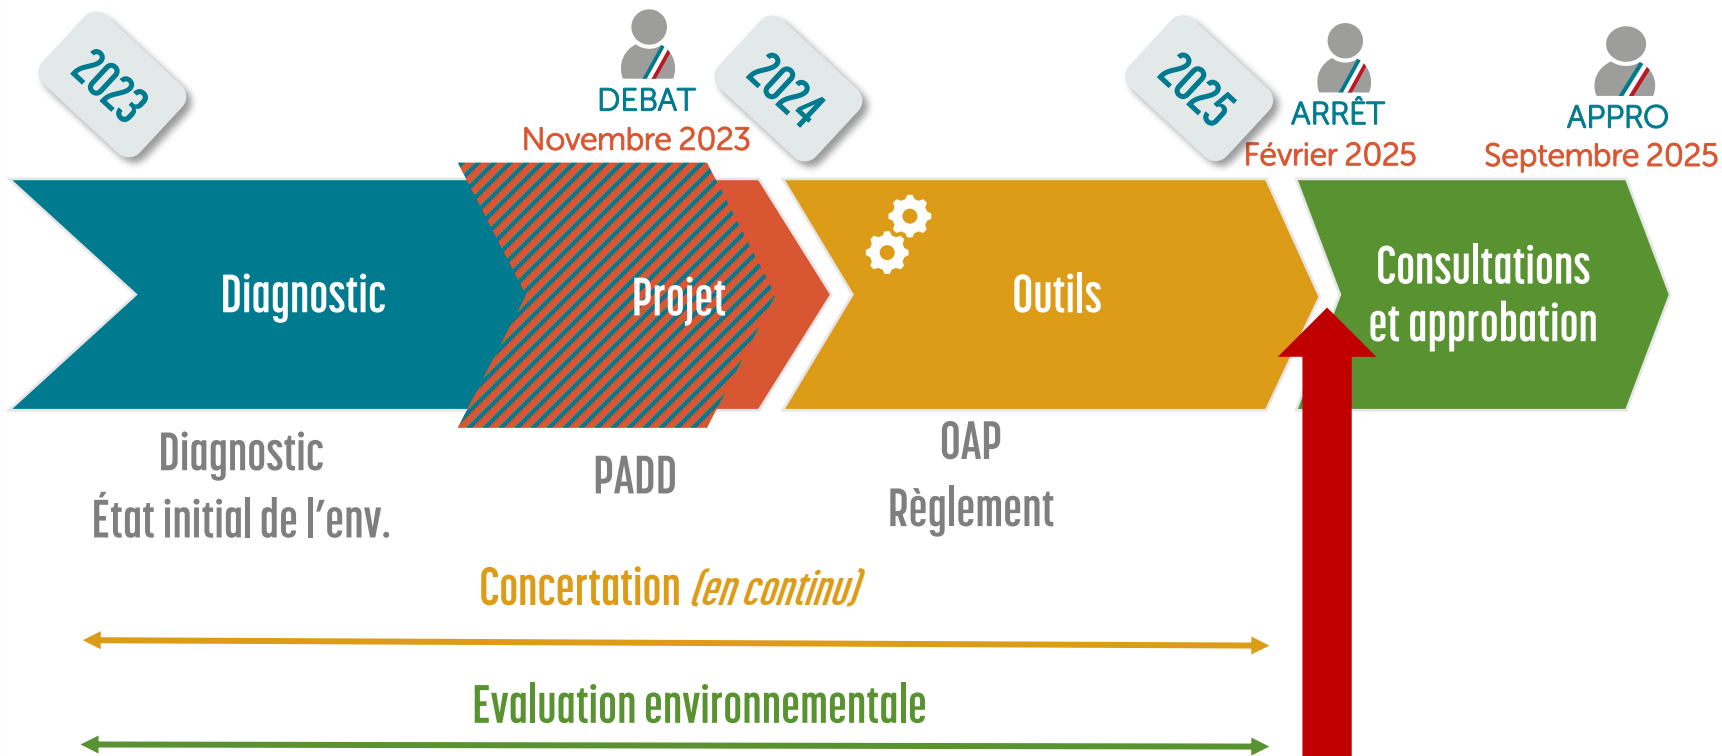 2023
DEBAT
Novembre 2023
2024
2025
ARRÊT
Février 2025
APPRO
Septembre 2025
Diagnostic
Projet
Outils
Consultations
et approbation
Diagnostic
État initial de l'env.
PADD
OAP
Règlement
Concertation (en continu)
Evaluation environnementale